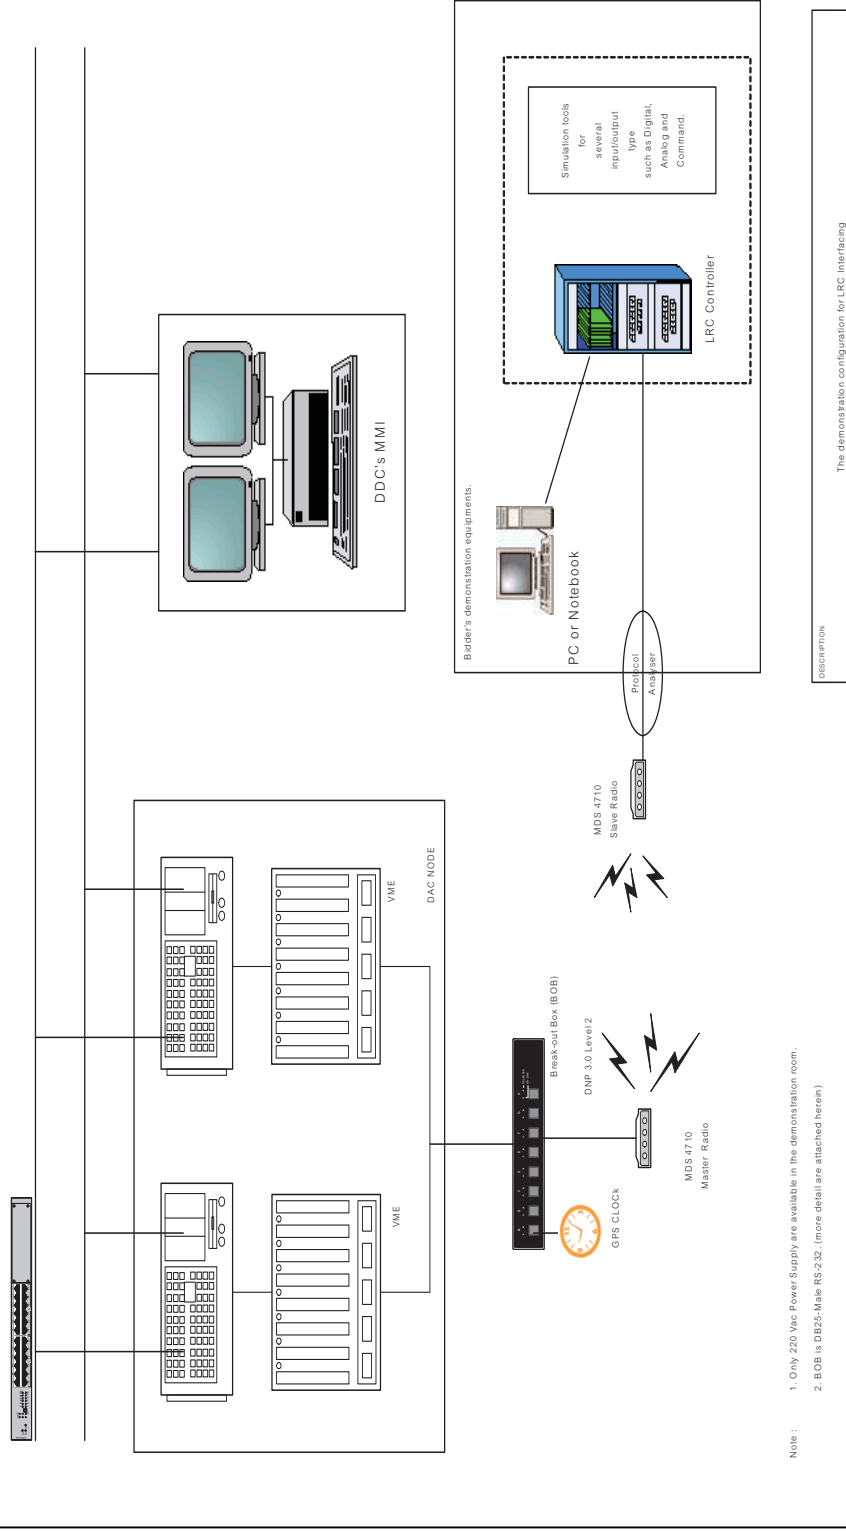 Simulation tools
for
several
input/output
type
such as Digital,
Analog and
Command.
LRC Controller
DDC's MMI
Bidder's demonstration equipments.
PC or Notebook
Protocol
Analyser
MDS 4710
Slave Radio
VME
DAC NODE
Break-out Box (BOB)
DNP 3.0 Level 2
MDS 4710
Master Radio
GPS CLOCk
VME
Note :
1. Only 220 Vac Power Supply are available in the demonstration room.
2. BOB is DB25-Male RS-232. (more detail are attached herein)
DESCRIPTION
The demonstration configuration for LRC Interfacing